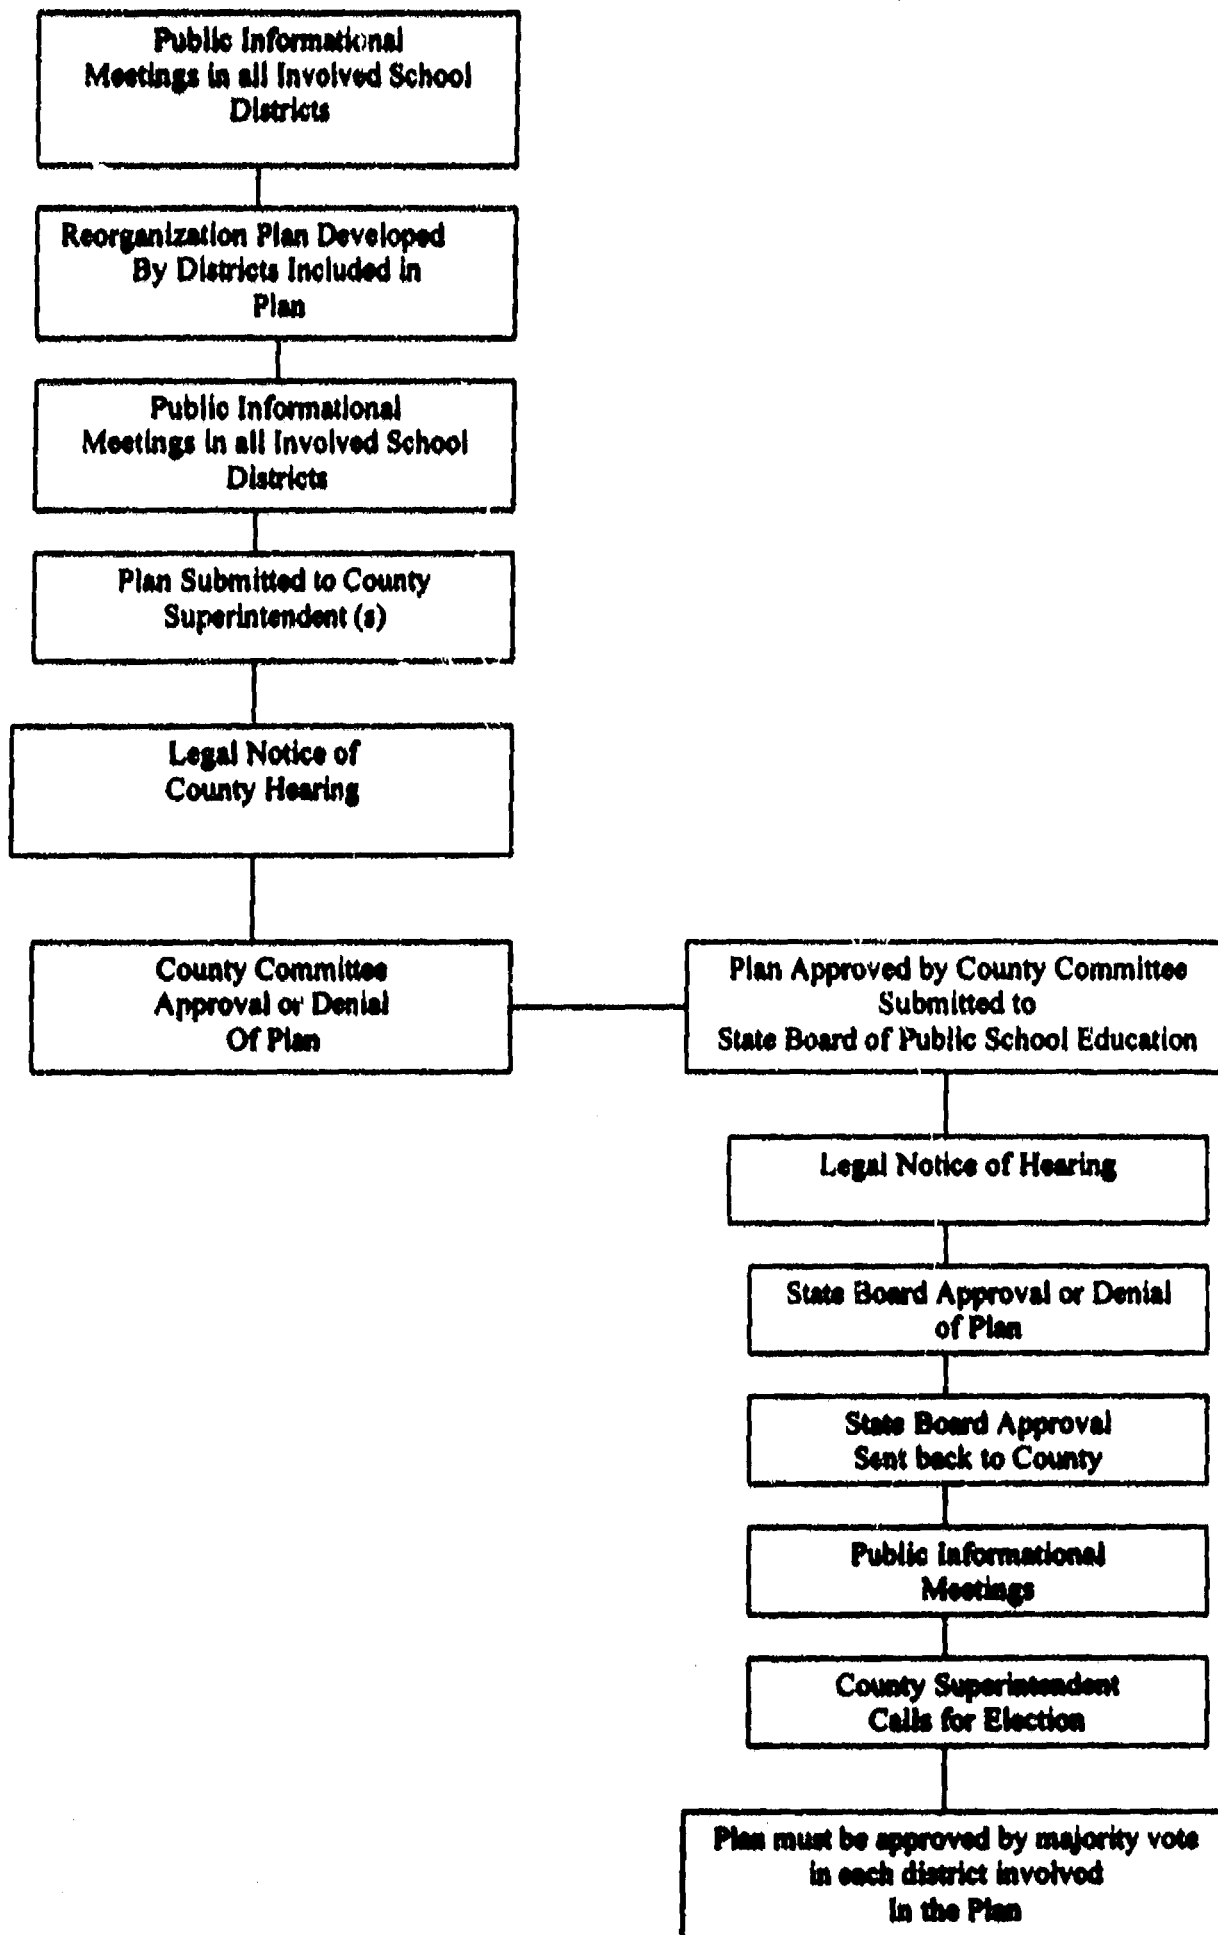 Public Informational
Meetings in all Involved School
Districts
Reorganization Plan Developed
By Districts Included in
Plan
Public Informational
Meetings in all Involved School
Districts
Plan Submitted to County
Superintendent (s)
Legal Notice of
County Hearing
County Committee
Approval or Denial
Of Plan
Plan Approved by County Committee
Submitted to
State Board of Public School Education
Legal Notice of Hearing
State Board Approval or Denial
of Plan
State Board Approval
Sent back to County
Public Informational
Meetings
County Superintendent
Calls for Election
Plan must be approved by majority vote
in each district involved
In the Plan